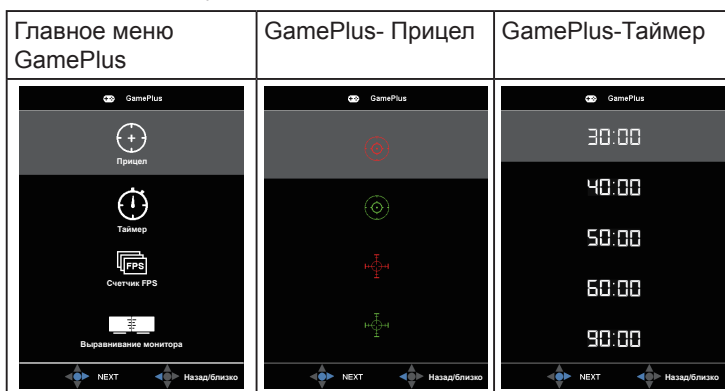 Главное меню
GamePlus
GamePlus- Прицел
GamePlus-Таймер
GamePlus
Прицел
Таймер
FPS
Счетчик FPS
Выравнивание монитора
NEXT Назад/близко
GamePlus
NEXT Назад/близко
GamePlus
30:00
40:00
50:00
60:00
90:00
NEXT Назад/близко